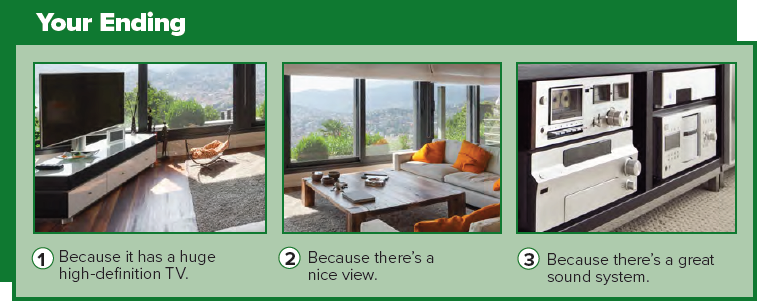 Your Ending
1 Because it has a huge
high-definition TV.
2 Because there's a
nice view.
3 Because there's a great
sound system.